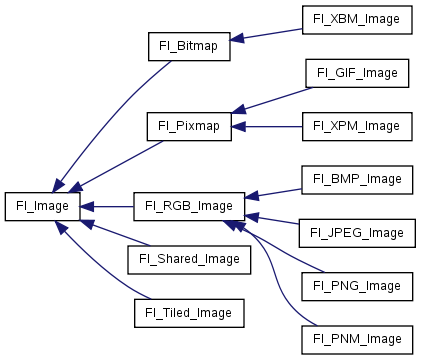 Fl_XBM_Image
Fl_Bitmap
Fl_GIF_Image
Fl_Pixmap
Fl_XPM_Image
Fl_BMP_Image
Fl_Image
Fl_RGB_Image
Fl_JPEG_Image
Fl_Shared_Image
Fl_PNG_Image
Fl_Tiled_Image
Fl_PNM_Image